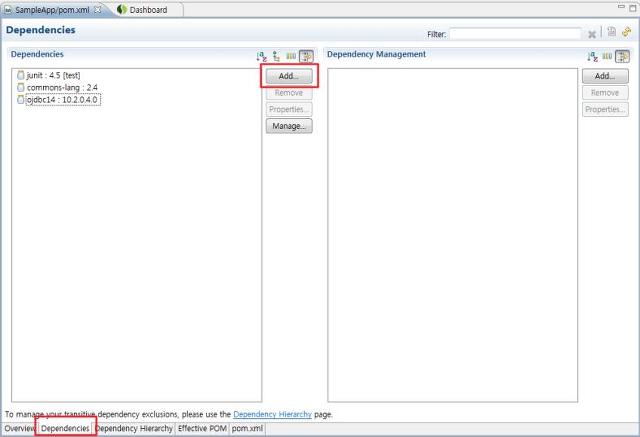 SampleApp/pom.xml
Dashboard
Dependencies
Filter:
Dependencies
junit : 4.5 [test]
commons-lang : 2.4
ojdbc14 : 10.2.0.4.0
Add...
Remove
Properties...
Manage...
Dependency Management
Add...
Remove
Properties...
To manage your transitive dependency exclusions, please use the Dependency Hierarchy page.
Overview Dependencies Dependency Hierarchy Effective POM pom.xml